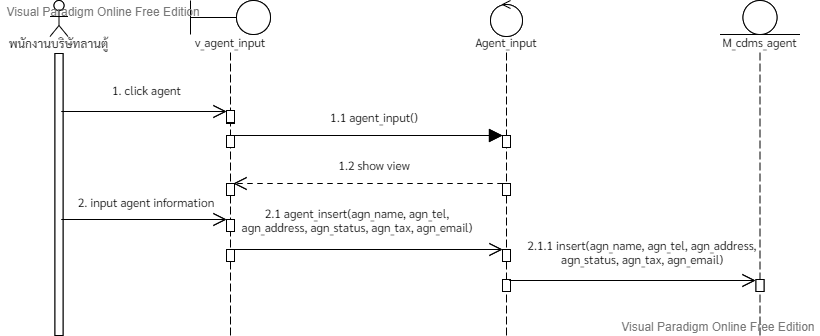 Visual Paradigm Online Free Edition
พนักงานบริษัทลานตู้
v_agent_input
Agent_input
M_cdms_agent
1. click agent
1.1 agent_input()
1.2 show view
2. input agent information
2.1 agent_insert(agn_name, agn_tel,
agn_address, agn_status, agn_tax, agn_email)
2.1.1 insert(agn_name, agn_tel, agn_address,
agn_status, agn_tax, agn_email)
Visual Paradigm Online Free Edition